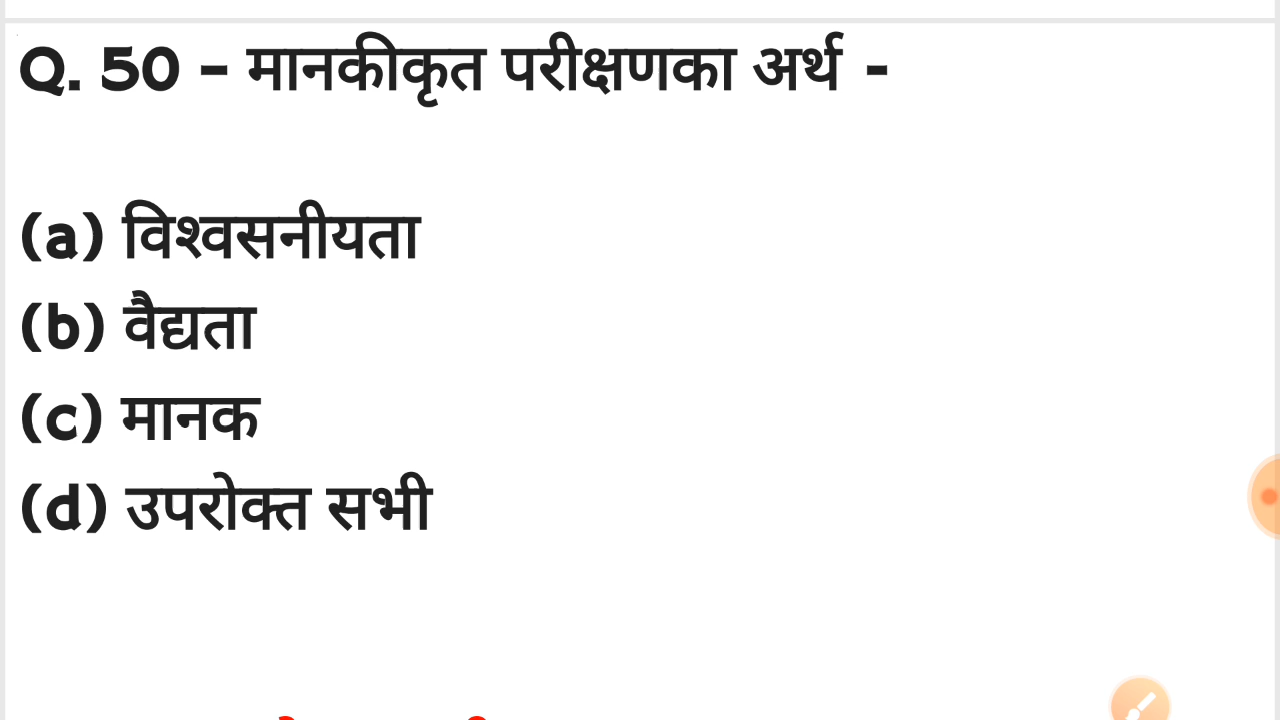 Q. 50 - मानकीकृत परीक्षणका अर्थ -
(a) विश्वसनीयता
(b) वैद्यता
(c) मानक
(d) उपरोक्त सभी